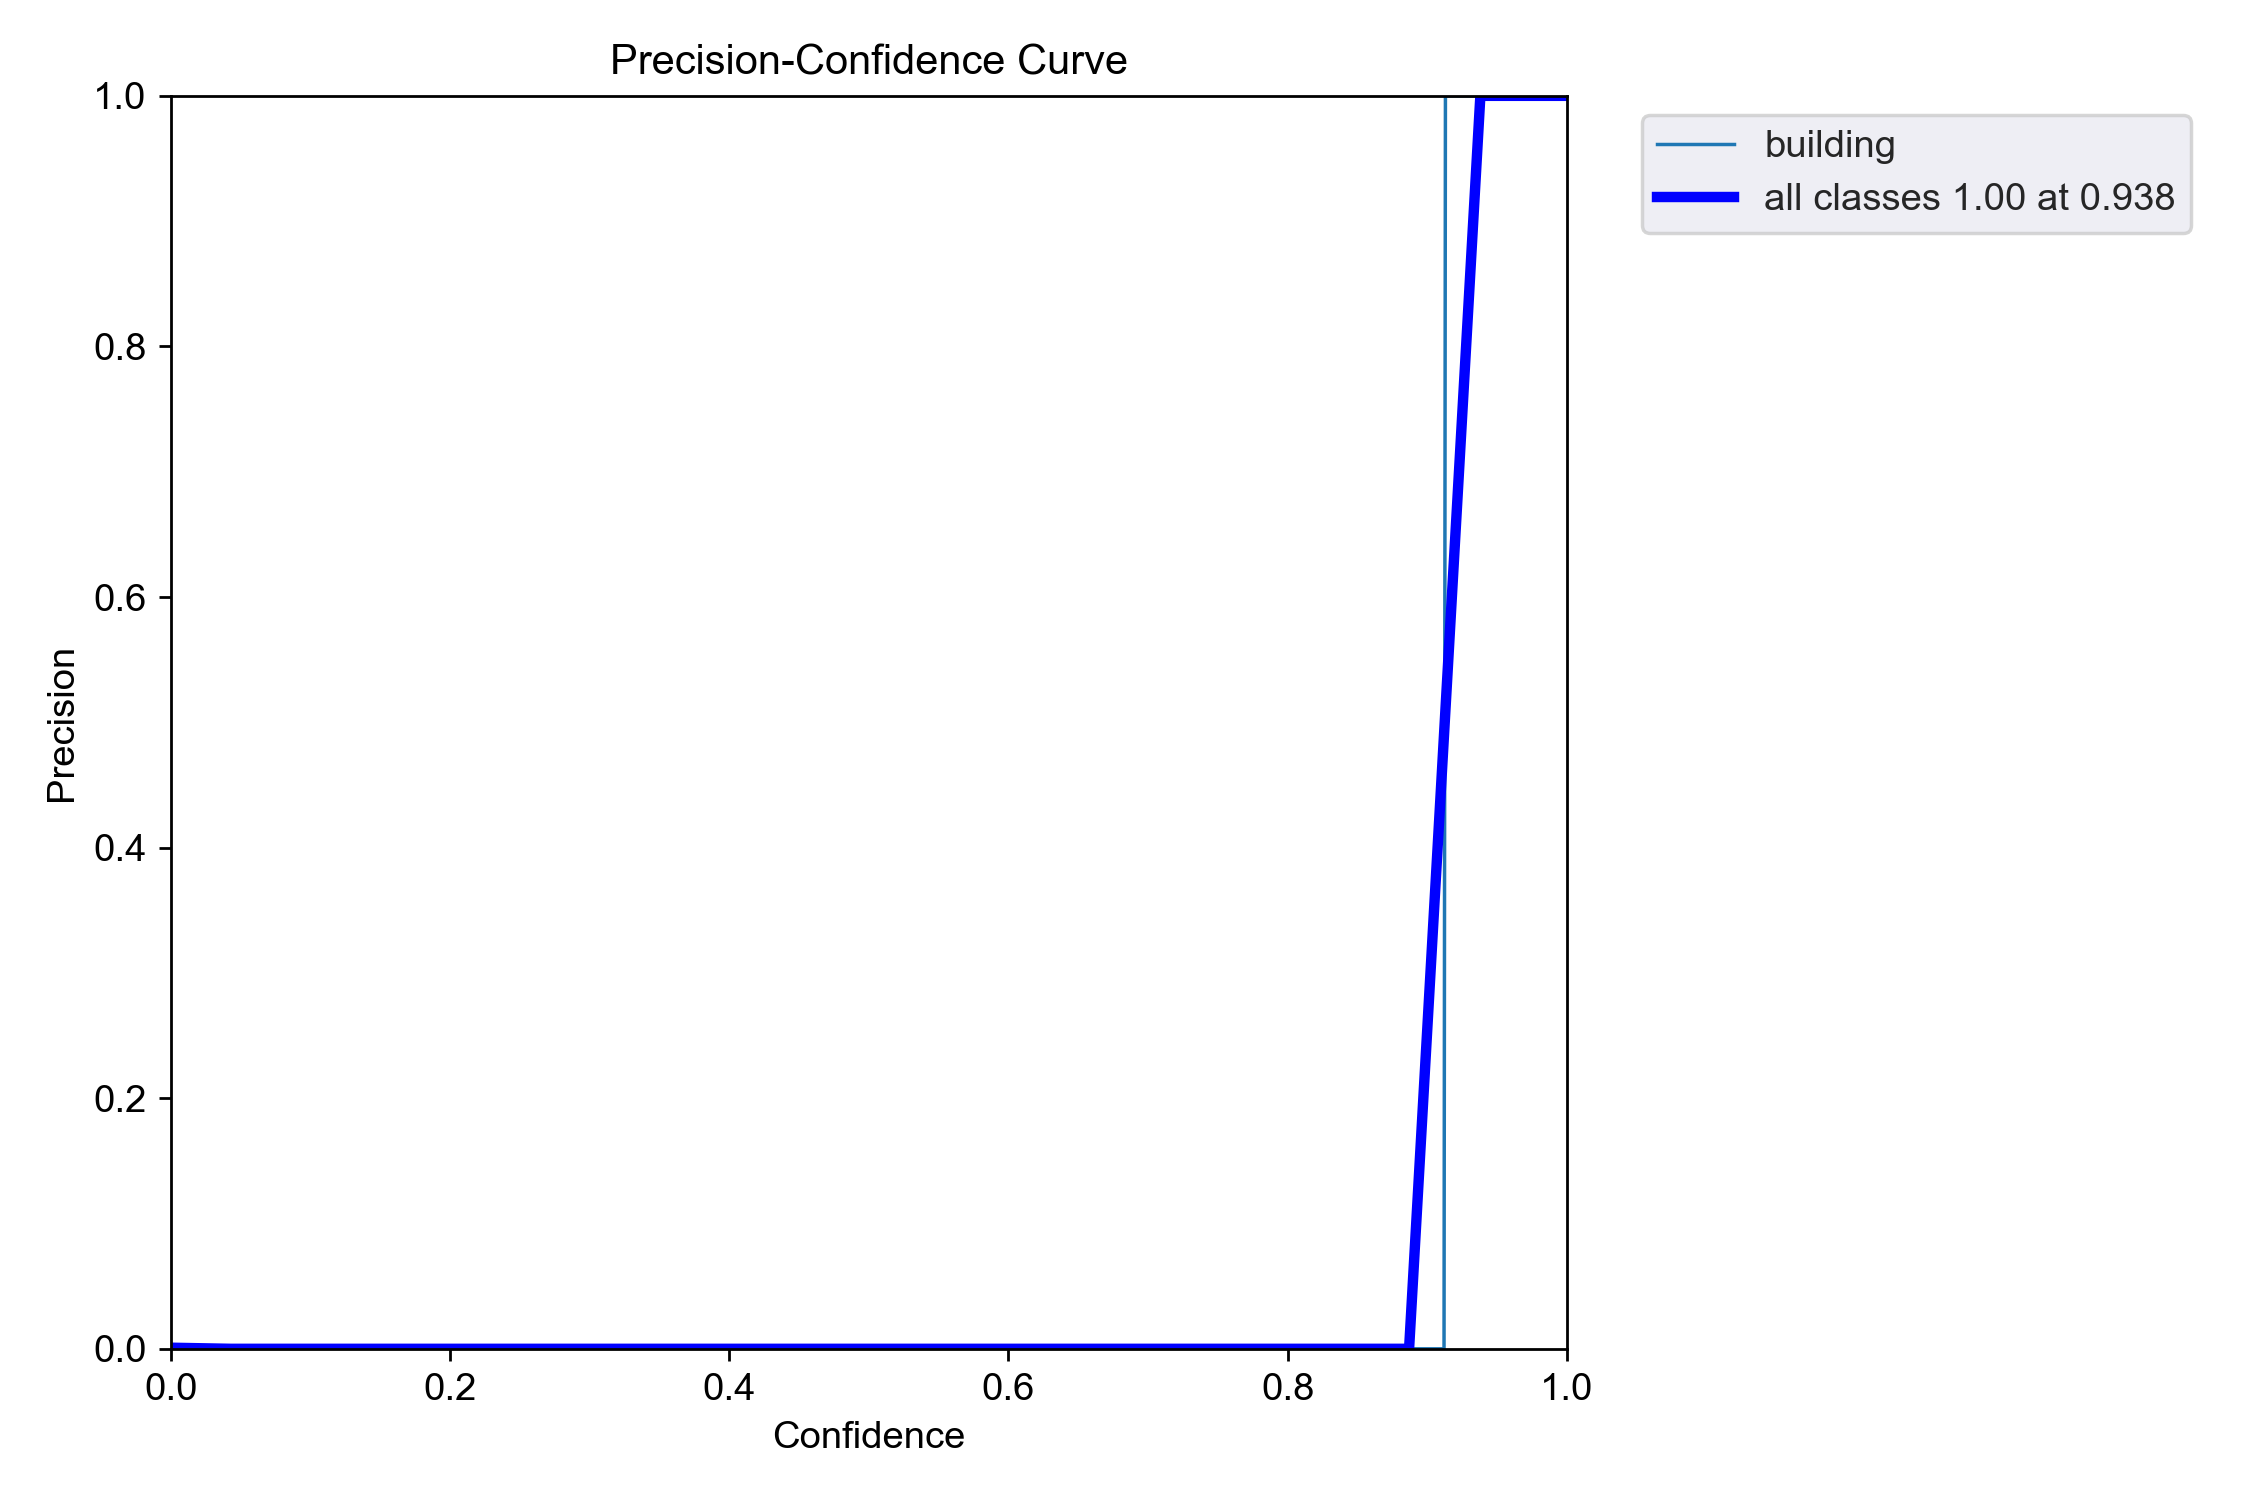 Precision-Confidence Curve
1.0
0.8
0.6
0.4
0.2
0.0
Precision
0.0 0.2 0.4 0.6 0.8 1.0
Confidence
building
all classes 1.00 at 0.938